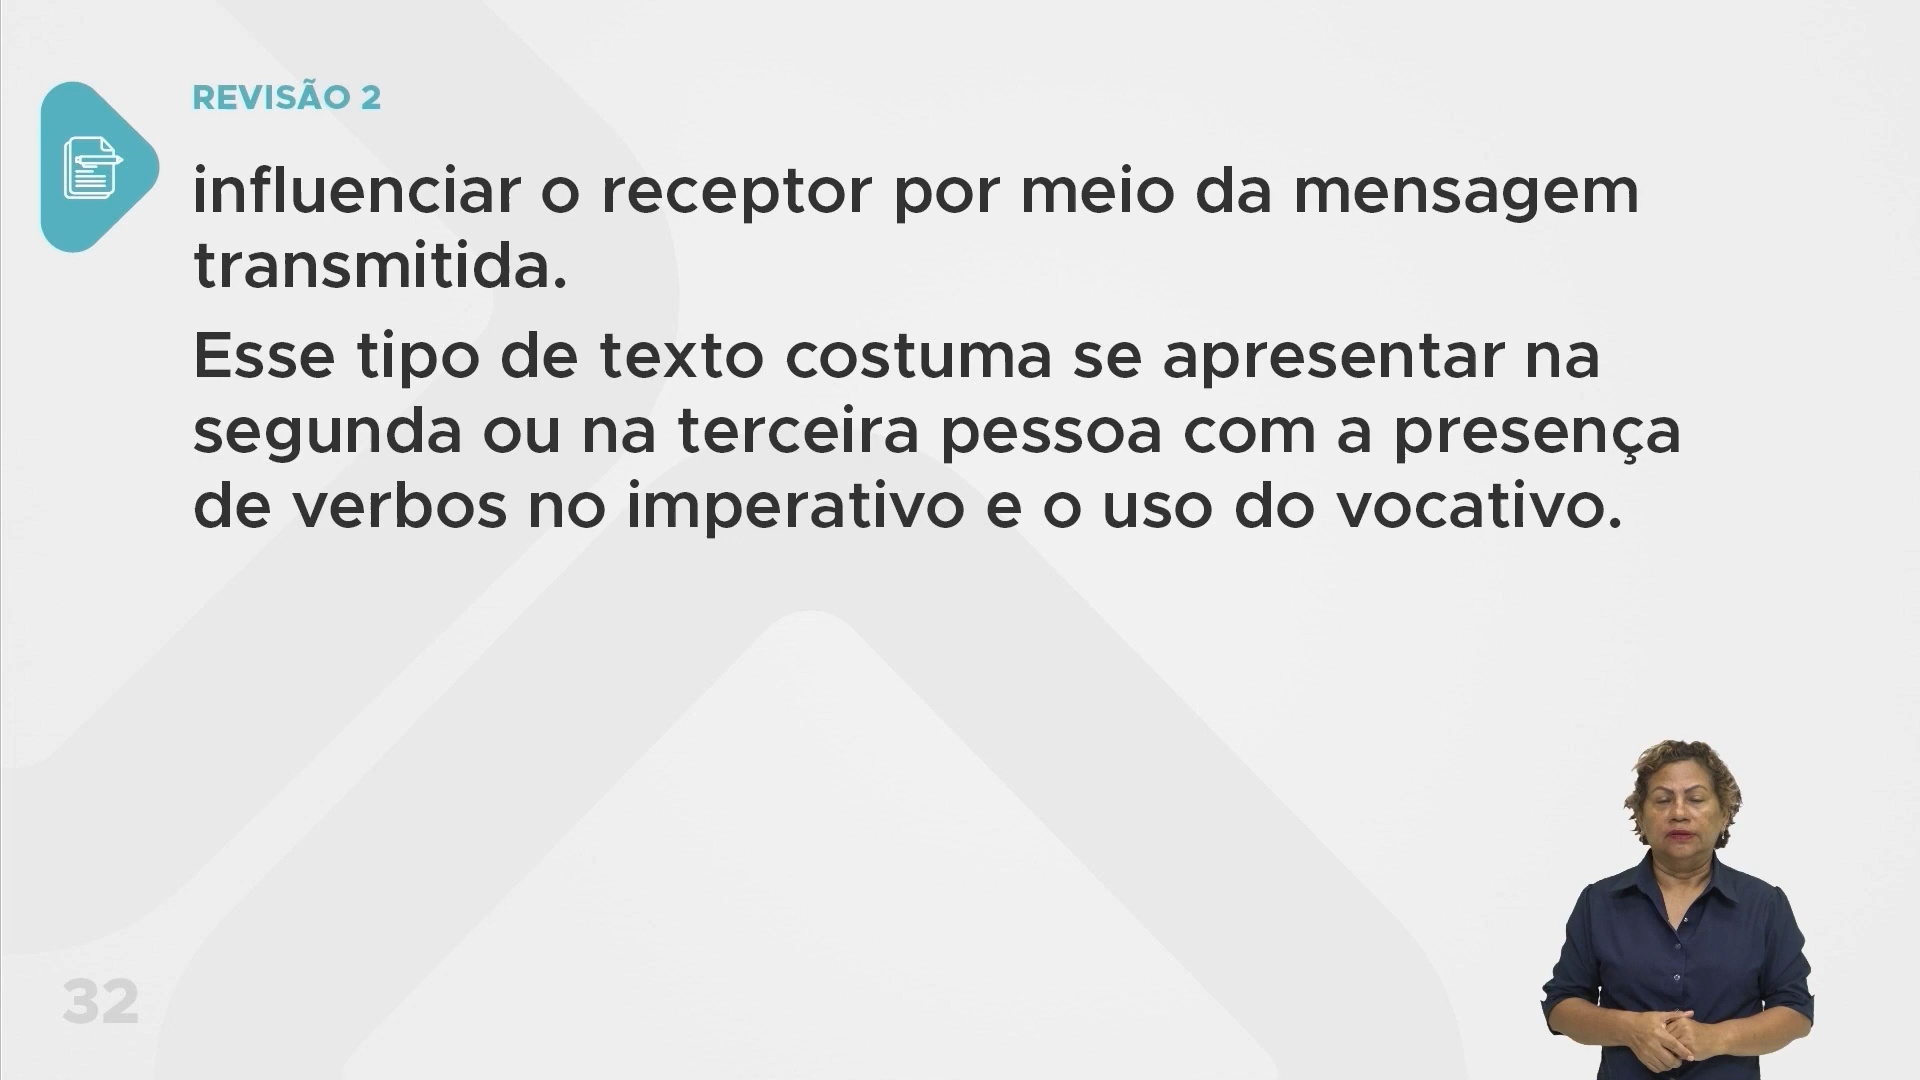 REVISÃO 2
influenciar o receptor por meio da mensagem
transmitida.
Esse tipo de texto costuma se apresentar na
segunda ou na terceira pessoa com a presença
de verbos no imperativo e o uso do vocativo.
32